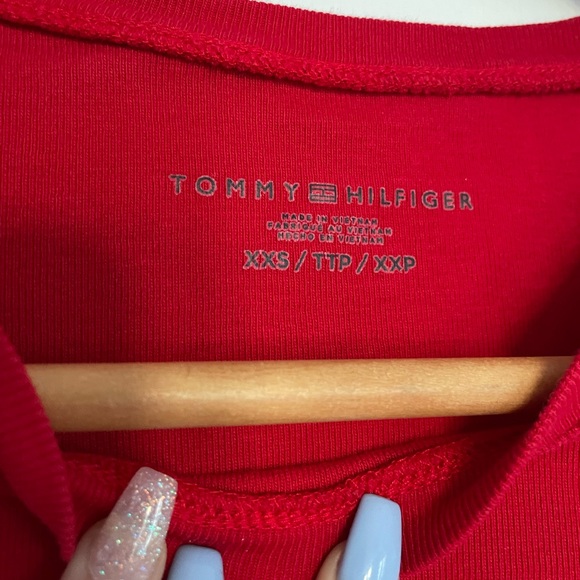 TOMMY HILFIGER
MADE IN VIETNAM
FABRIQUÉ AU VIETNAM
HECHO EN VIETNAM
XXS / TTP / XXP